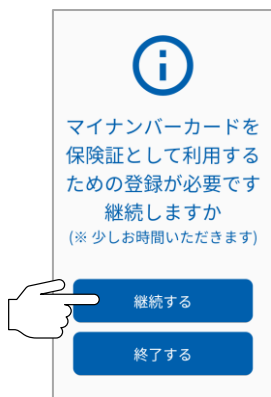 マイナンバーカードを
保険証として利用する
ための登録が必要です
継続しますか
(※ 少しお時間いただきます)
継続する
終了する